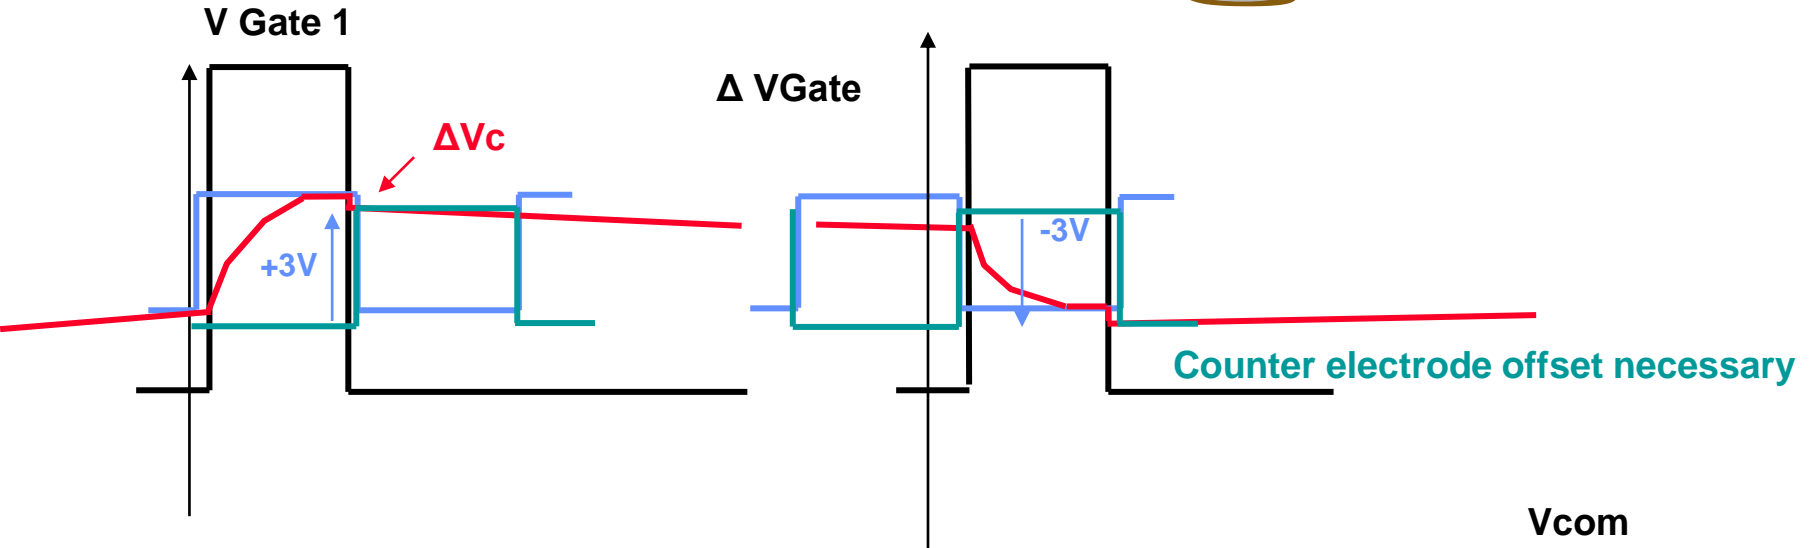 V Gate 1
Δ VGate
ΔVc
+3V
-3V
Counter electrode offset necessary
Vcom